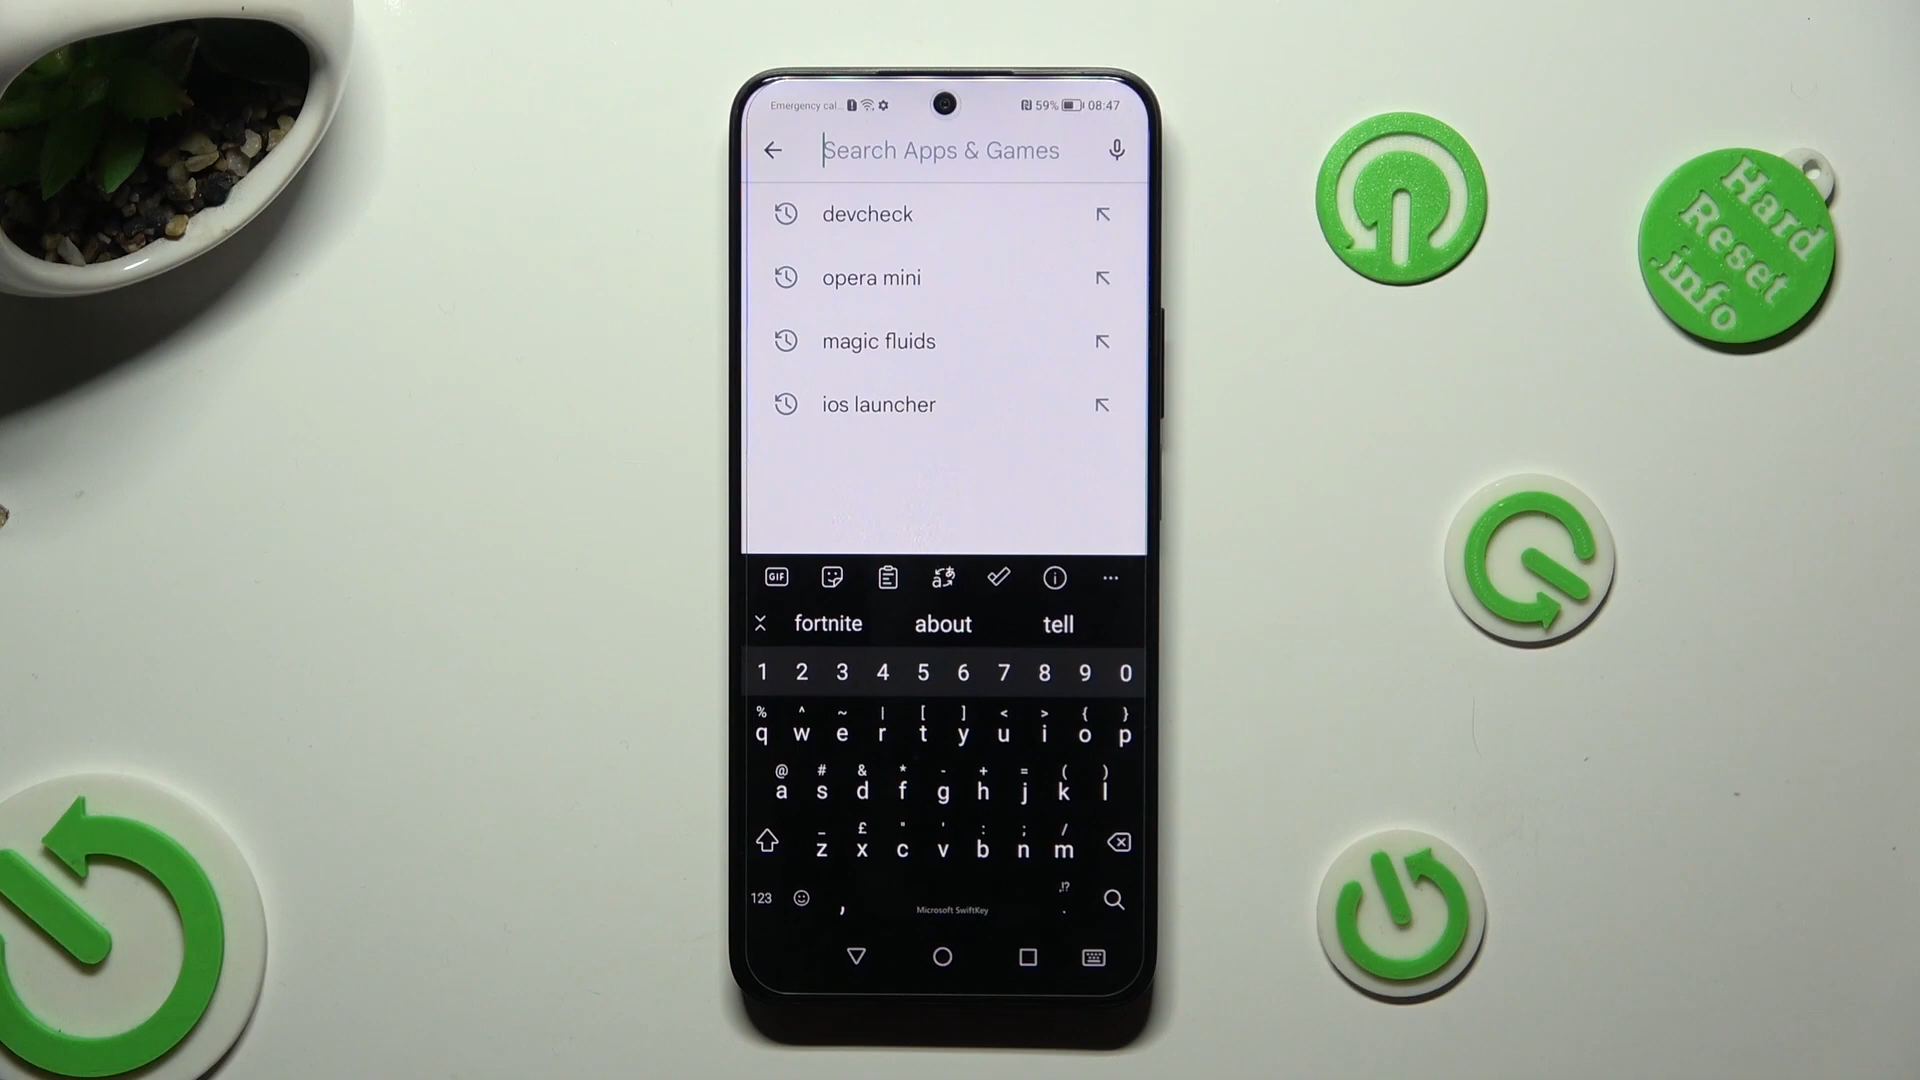 Emergency cal... 59% 08:47
Search Apps & Games
devcheck
opera mini
magic fluids
ios launcher
GIF
fortnite about tell
1 2 3 4 5 6 7 8 9 0
% ^ ~ | [ ] < > { }
q w e r t y u i o p
@ # & * - + = ( )
a s d f g h j k l
_ £ " ' : ; /
z x c v b n m
123 , Microsoft SwiftKey .
,!?
Hard
Reset
.info